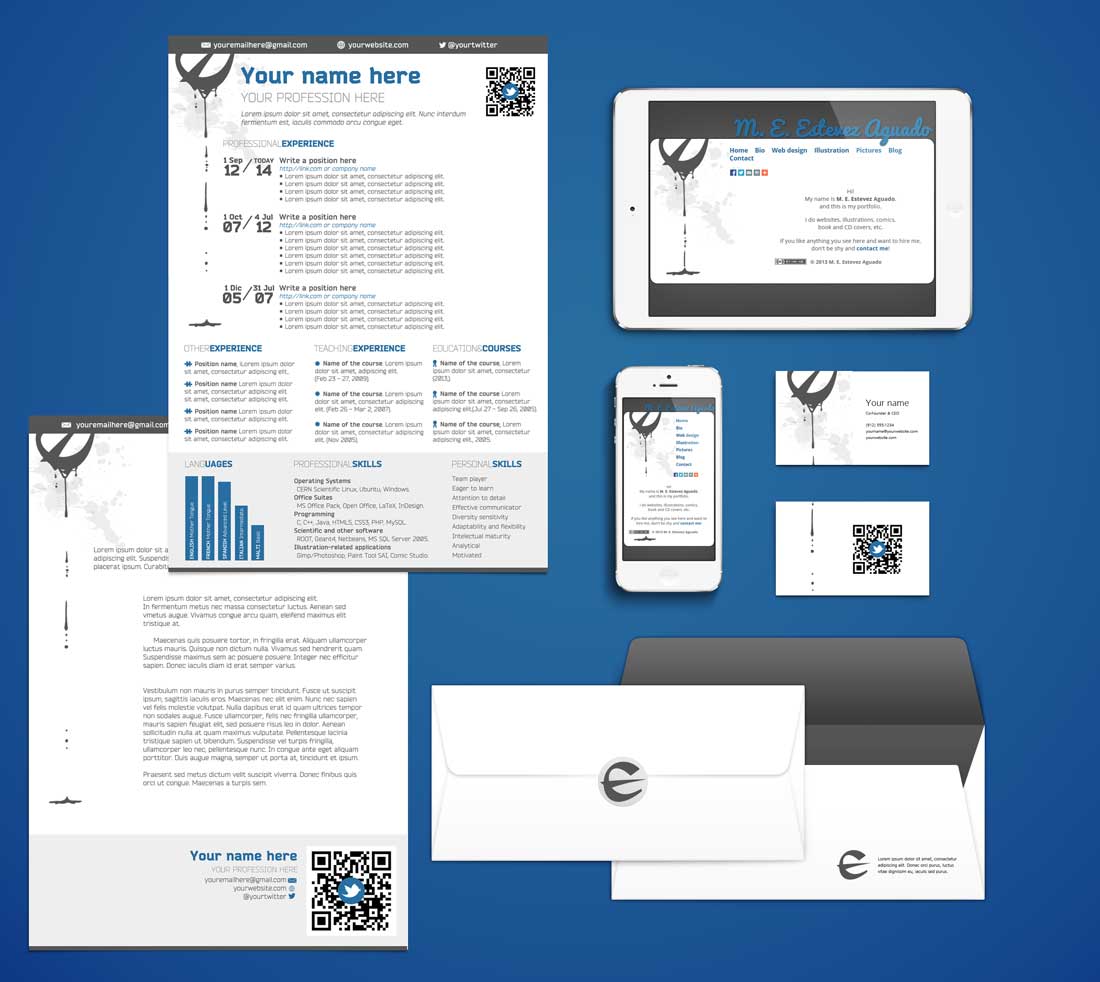 youremailhere@gmail.com yourwebsite.com @yourtwitter
Your name here
YOUR PROFESSION HERE
Lorem ipsum dolor sit amet, consectetur adipiscing elit. Nunc interdum
fermentum est, iaculis commodo arcu congue eget.
PROFESSIONALEXPERIENCE
1 Sep / TODAY
12 / 14
Write a position here
http://link.com or company name
Lorem ipsum dolor sit amet, consectetur adipiscing elit.
Lorem ipsum dolor sit amet, consectetur adipiscing elit.
Lorem ipsum dolor sit amet, consectetur adipiscing elit.
Lorem ipsum dolor sit amet, consectetur adipiscing elit.
1 Oct / 4 Jul
07 / 12
Write a position here
http://link.com or company name
Lorem ipsum dolor sit amet, consectetur adipiscing elit.
Lorem ipsum dolor sit amet, consectetur adipiscing elit.
Lorem ipsum dolor sit amet, consectetur adipiscing elit.
Lorem ipsum dolor sit amet, consectetur adipiscing elit.
Lorem ipsum dolor sit amet, consectetur adipiscing elit.
Lorem ipsum dolor sit amet, consectetur adipiscing elit.
1 Dic / 31 Jul
05 / 07
Write a position here
http://link.com or company name
Lorem ipsum dolor sit amet, consectetur adipiscing elit.
Lorem ipsum dolor sit amet, consectetur adipiscing elit.
Lorem ipsum dolor sit amet, consectetur adipiscing elit.
Lorem ipsum dolor sit amet, consectetur adipiscing elit.
OTHEREXPERIENCE
Position name, Lorem ipsum dolor
sit amet, consectetur adipiscing elit.
Position name, Lorem ipsum dolor
sit amet, consectetur adipiscing elit.
Position name, Lorem ipsum dolor
sit amet, consectetur adipiscing elit.
Position name, Lorem ipsum dolor
sit amet, consectetur adipiscing elit.
TEACHINGEXPERIENCE
Name of the course, Lorem ipsum
dolor sit amet, adipiscing elit.
(Feb 23 - 27, 2009).
Name of the course, Lorem ipsum
dolor sit amet, consectetur adipiscing
elit. (Feb 26 - Mar 2, 2007).
Name of the course, Lorem ipsum
dolor sit amet, consectetur adipiscing
elit. (Nov 2005).
EDUCATION&COURSES
Name of the course, Lorem
ipsum dolor sit amet, consectetur
(2013,).
Name of the course, Lorem
ipsum dolor sit amet, consectetur
adipiscing elit.(Jul 27 - Sep 26, 2005).
Name of the course, Lorem
ipsum dolor sit amet, consectetur
adipiscing elit., 2005.
LANGUAGES
ENGLISH Mother Tongue
FRENCH Mother Tongue
SPANISH Advanced Level
ITALIAN Intermediate
MALTI Basic
PROFESSIONALSKILLS
Operating Systems
CERN Scientific Linux, Ubuntu, Windows.
Office Suites
MS Office Pack, Open Office, LaTeX, InDesign.
Programming
C, C++, Java, HTML5, CSS3, PHP, MySQL.
Scientific and other software
ROOT, Geant4, Netbeans, MS SQL Server 2005.
Illustration-related applications
Gimp/Photoshop, Paint Tool SAI, Comic Studio.
PERSONALSKILLS
Team player
Eager to learn
Attention to detail
Effective communicator
Diversity sensitivity
Adaptability and flexibility
Intelectual maturity
Analytical
Motivated
youremailhere@gmail.com
Lorem ipsum dolor
adipiscing elit. Suspendis
placerat ipsum. Curabitu
Lorem ipsum dolor sit amet, consectetur adipiscing elit.
In fermentum metus nec massa consectetur luctus. Aenean sed
vmetus augue. Vivamus congue arcu quam, eleifend maximus elit
tristique at.
Maecenas quis posuere tortor, in fringilla erat. Aliquam ullamcorper
luctus mauris. Quisque non dictum nulla. Vivamus sed hendrerit quam.
Suspendisse maximus sem ac posuere posuere. Integer nec efficitur
sapien. Donec iaculis diam id erat semper varius.
Vestibulum non mauris in purus semper tincidunt. Fusce ut suscipit
ipsum, sagittis iaculis eros. Maecenas nec elit enim. Nunc nec sapien
vel felis molestie volutpat. Nulla dapibus erat id quam ultrices tempor
non sodales augue. Fusce ullamcorper, felis nec fringilla ullamcorper,
mauris sapien feugiat elit, sed posuere risus leo in dolor. Aenean
sollicitudin nulla at quam maximus vulputate. Pellentesque lacinia
tristique sapien ut bibendum. Suspendisse vel turpis fringilla,
ullamcorper leo nec, pellentesque nunc. In congue ante eget aliquam
porttitor. Duis augue magna, semper ut porta at, tincidunt et ipsum.
Praesent sed metus dictum velit suscipit viverra. Donec finibus quis
orci ut congue. Maecenas a turpis sem.
Your name here
YOUR PROFESSION HERE
youremailhere@gmail.com
yourwebsite.com
@yourtwitter
M. E. Estevez Aguado
Home Bio Web design Illustration Pictures Blog
Contact
Hi!
My name is M. E. Estevez Aguado.
and this is my portfolio.
I do websites, illustrations, comics,
book and CD covers, etc.
If you like anything you see here and want to hire me,
don't be shy and contact me!
© 2013 M. E. Estevez Aguado
M. E. Estevez Aguado
Home
Bio
Web design
Illustration
Pictures
Blog
Contact
Hi!
My name is M. E. Estevez Aguado.
and this is my portfolio.
I do websites, illustrations, comics,
book and CD covers, etc.
If you like anything you see here and want to
hire me, don't be shy and contact me!
© 2013 M. E. Estevez Aguado
Your name
Co-Founder & CEO
(912) 555-1234
yourname@yourwebsite.com
yourwebsite.com
Lorem ipsum dolor sit amet, consectetur
adipiscing elit. Donec orci purus, luctus
vitae dignissim eu, iaculis sed purus.